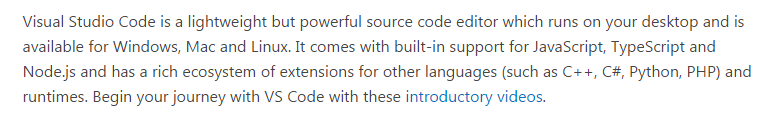 Visual Studio Code is a lightweight but powerful source code editor which runs on your desktop and is
available for Windows, Mac and Linux. It comes with built-in support for JavaScript, TypeScript and
Node.js and has a rich ecosystem of extensions for other languages (such as C++, C#, Python, PHP) and
runtimes. Begin your journey with VS Code with these introductory videos.